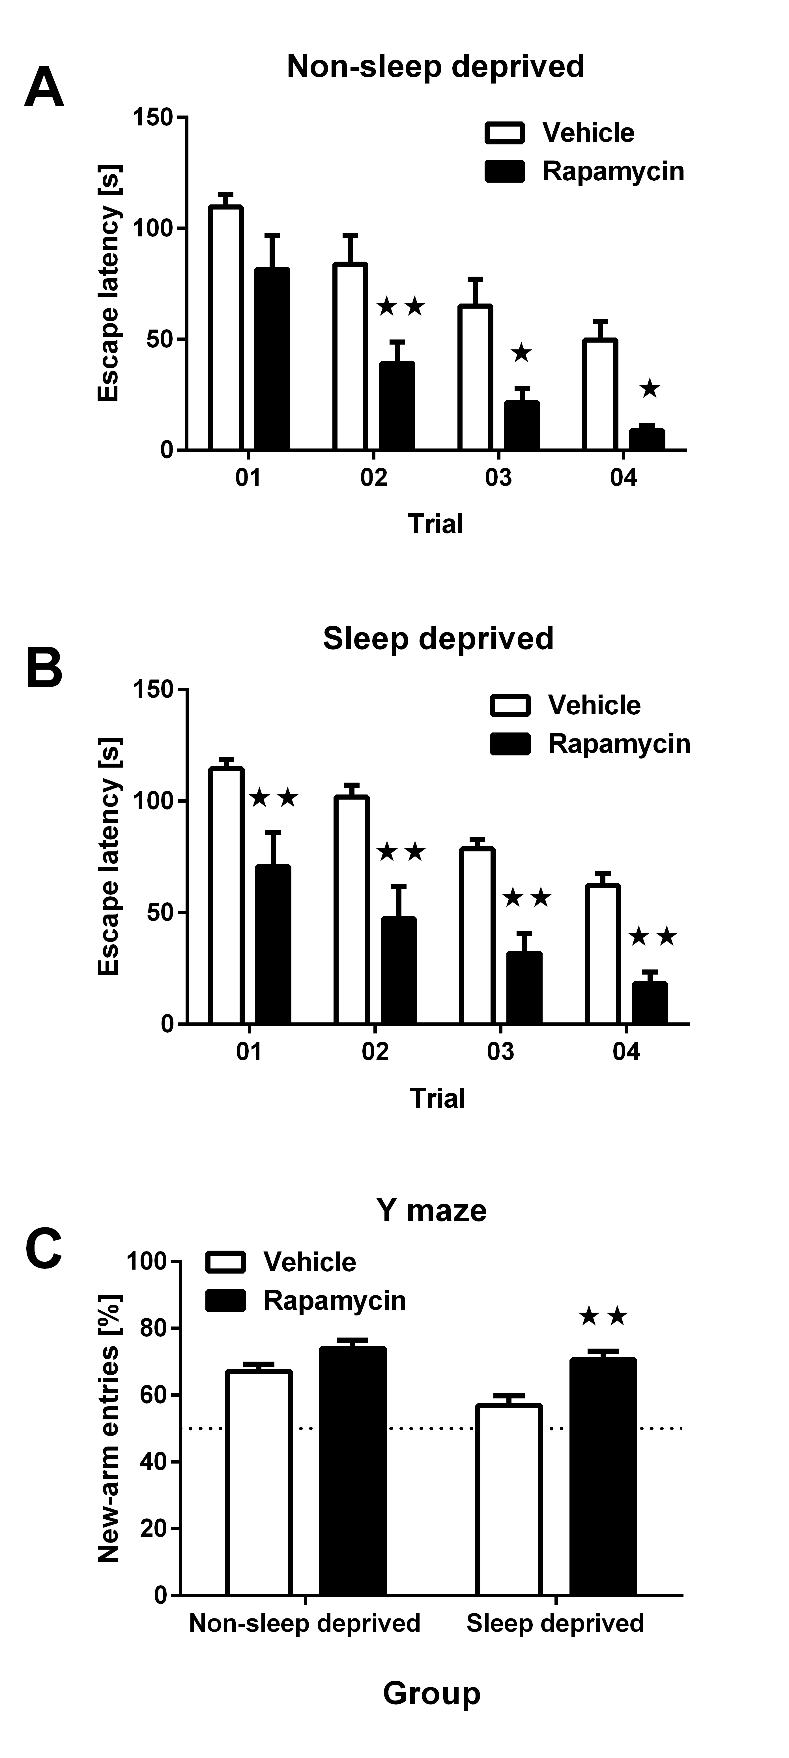 A
Non-sleep deprived
Vehicle
Rapamycin
Escape latency [s]
150
100
50
0
01 02 03 04
Trial
★★
★
★
B
Sleep deprived
Vehicle
Rapamycin
Escape latency [s]
150
100
50
0
01 02 03 04
Trial
★★
★★
★★
★★
C
Y maze
Vehicle
Rapamycin
New-arm entries [%]
100
80
60
40
20
0
★★
Non-sleep deprived Sleep deprived
Group